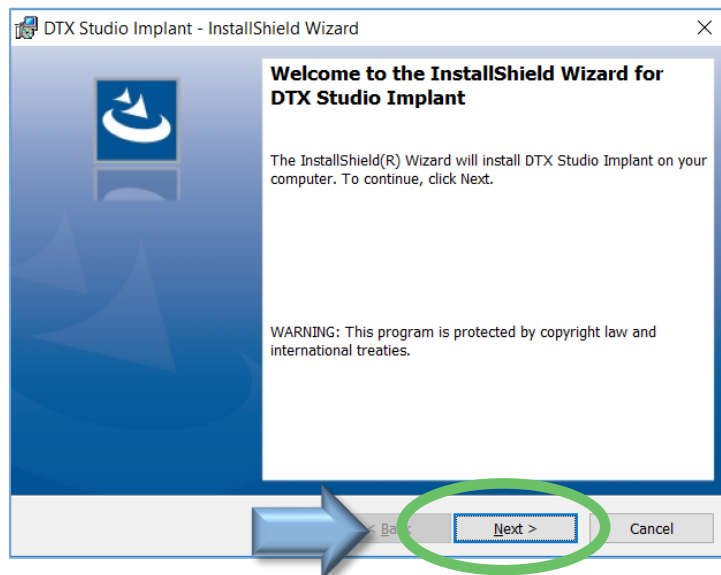 DTX Studio Implant - InstallShield Wizard
Welcome to the InstallShield Wizard for
DTX Studio Implant
The InstallShield(R) Wizard will install DTX Studio Implant on your
computer. To continue, click Next.
WARNING: This program is protected by copyright law and
international treaties.
< Back Next > Cancel